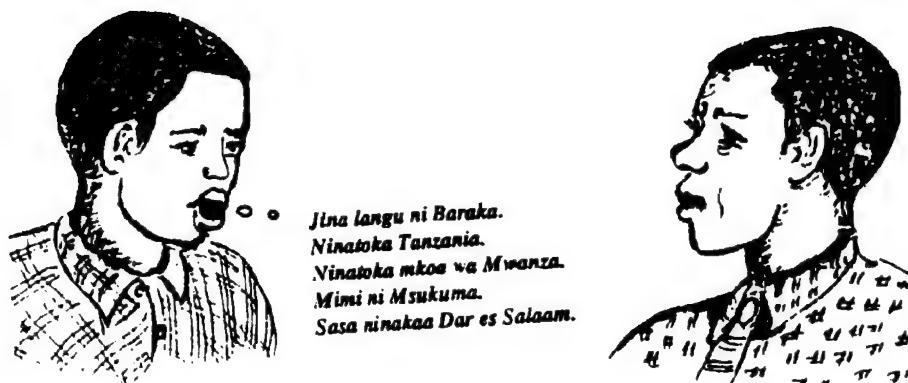 Jina langu ni Baraka.
Ninatoka Tanzania.
Ninatoka mkoa wa Mwanza.
Mimi ni Msukuma.
Sasa ninakaa Dar es Salaam.